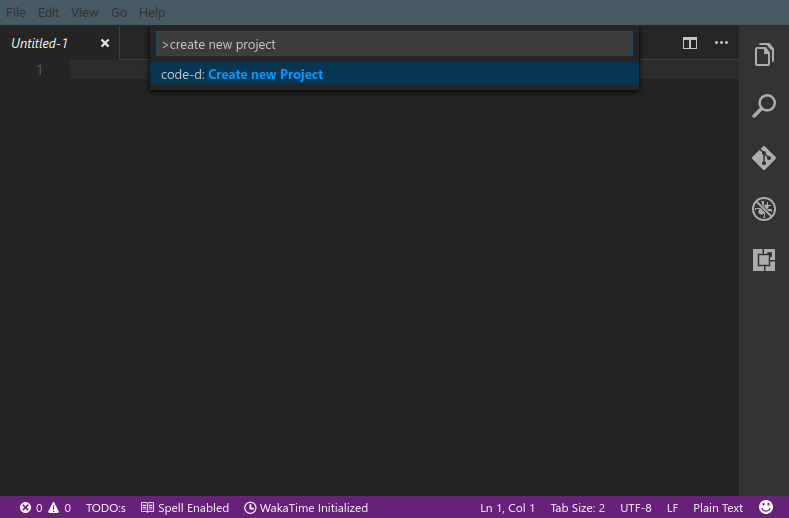 File Edit View Go Help
Untitled-1
>create new project
code-d: Create new Project
1
0 0 TODO:s Spell Enabled WakaTime Initialized Ln 1, Col 1 Tab Size: 2 UTF-8 LF Plain Text